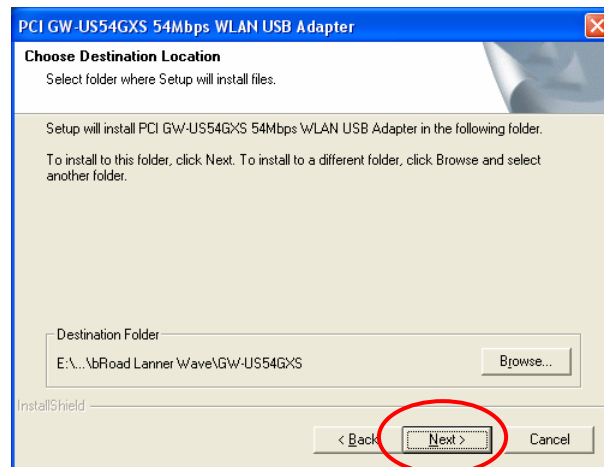 PCI GW-US54GXS 54Mbps WLAN USB Adapter
Choose Destination Location
Select folder where Setup will install files.
Setup will install PCI GW-US54GXS 54Mbps WLAN USB Adapter in the following folder.
To install to this folder, click Next. To install to a different folder, click Browse and select
another folder.
Destination Folder
E:\...\bRoad Lanner Wave\GW-US54GXS
Browse...
InstallShield
< Back
Next >
Cancel